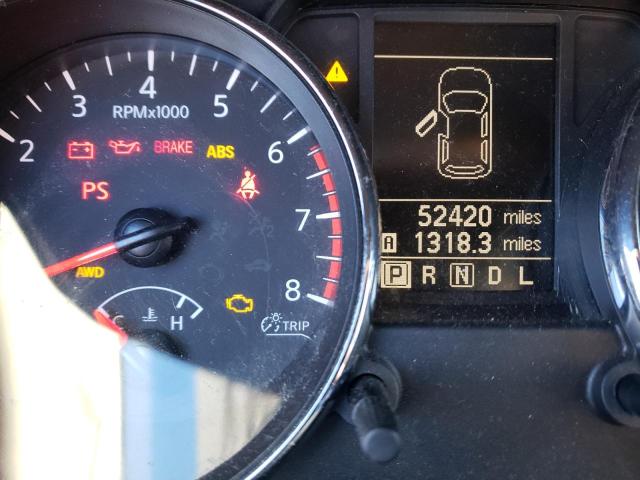 4
3
5
RPMx1000
2
6
BRAKE
ABS
PS
7
AWD
8
C
H
TRIP
52420 miles
A 1318.3 miles
P R N D L